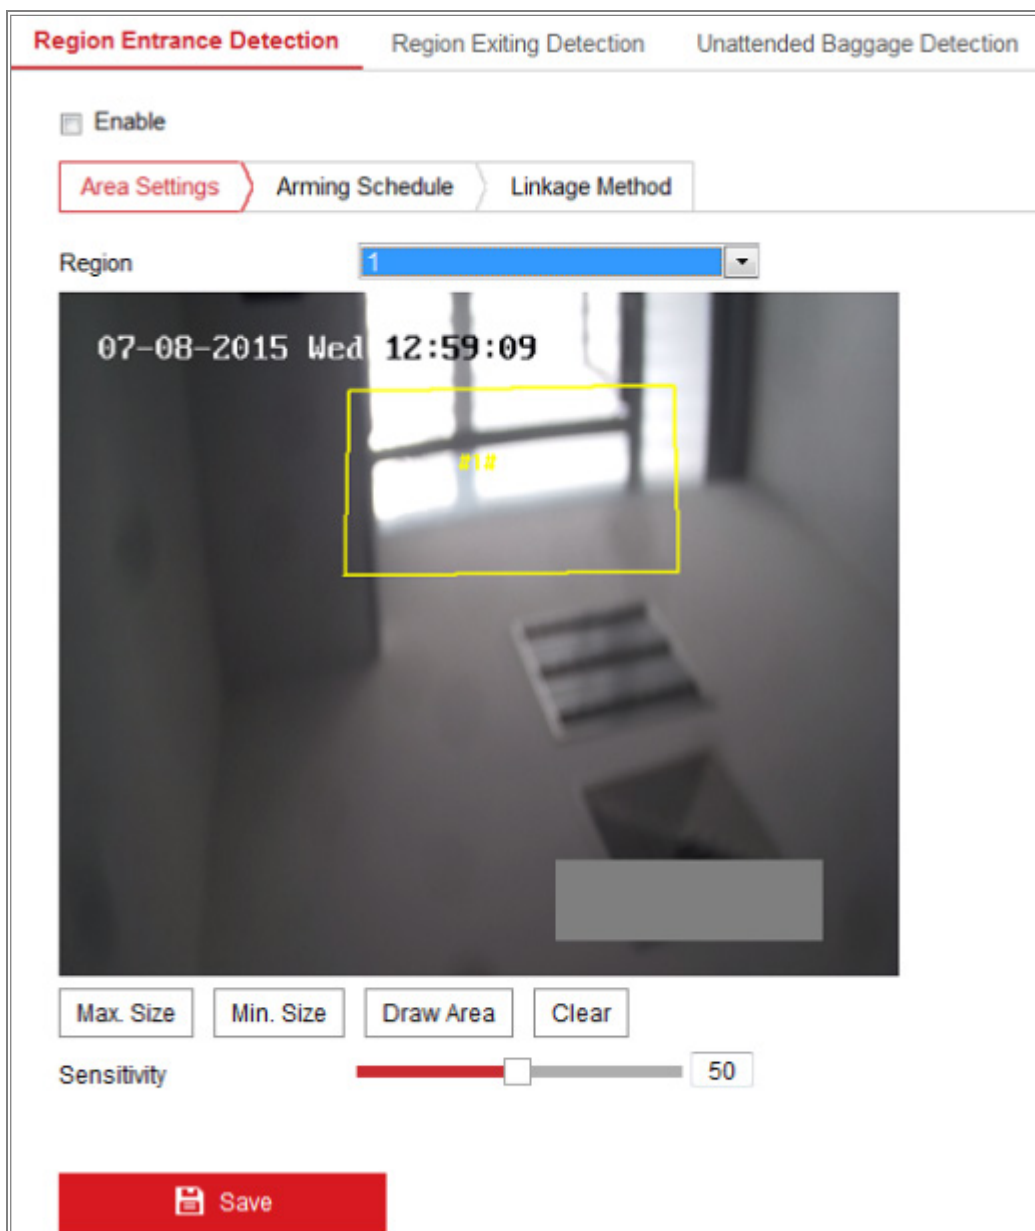 Region Entrance Detection Region Exiting Detection Unattended Baggage Detection
Enable
Area Settings Arming Schedule Linkage Method
Region 1
07-08-2015 Wed 12:59:09
#1#
Max. Size Min. Size Draw Area Clear
Sensitivity 50
Save